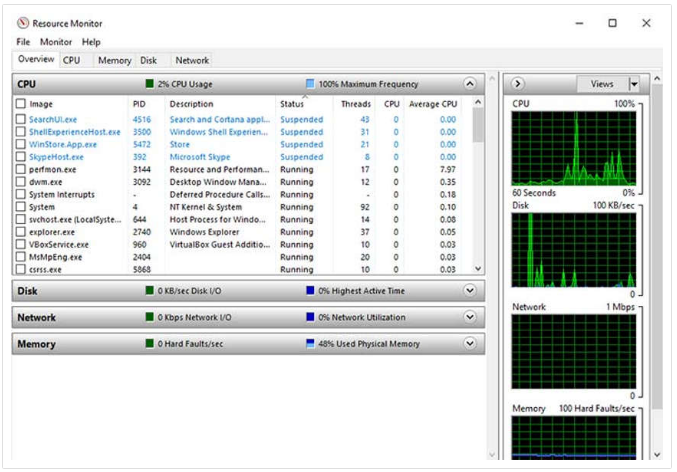 Resource Monitor
File Monitor Help
Overview CPU Memory Disk Network
CPU 2% CPU Usage 100% Maximum Frequency
Image PID Description Status Threads CPU Average CPU
SearchUI.exe 4516 Search and Cortana appl... Suspended 43 0 0.00
ShellExperienceHost.exe 3500 Windows Shell Experien... Suspended 31 0 0.00
WinStore.App.exe 5472 Store Suspended 21 0 0.00
SkypeHost.exe 392 Microsoft Skype Suspended 8 0 0.00
perfmon.exe 3144 Resource and Performan... Running 17 0 7.97
dwm.exe 3092 Desktop Window Mana... Running 12 0 0.35
System Interrupts - Deferred Procedure Calls... Running - 0 0.18
System 4 NT Kernel & System Running 92 0 0.10
svchost.exe (LocalSyste... 644 Host Process for Windo... Running 14 0 0.08
explorer.exe 2740 Windows Explorer Running 37 0 0.05
VBoxService.exe 960 VirtualBox Guest Additio... Running 10 0 0.03
MsMpEng.exe 2404 Running 20 0 0.03
csrss.exe 5868 Running 10 0 0.03
Disk 0 KB/sec Disk I/O 0% Highest Active Time
Network 0 Kbps Network I/O 0% Network Utilization
Memory 0 Hard Faults/sec 48% Used Physical Memory
Views
CPU 100%
60 Seconds 0%
Disk 100 KB/sec
0
Network 1 Mbps
0
Memory 100 Hard Faults/sec